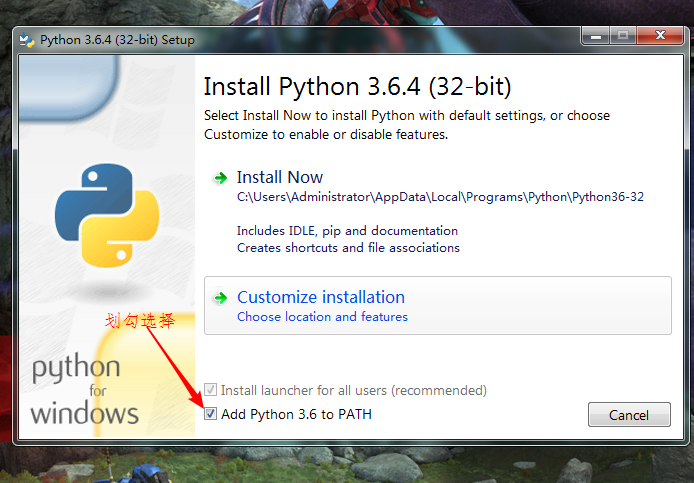 Python 3.6.4 (32-bit) Setup
Install Python 3.6.4 (32-bit)
Select Install Now to install Python with default settings, or choose
Customize to enable or disable features.
Install Now
C:\Users\Administrator\AppData\Local\Programs\Python\Python36-32
Includes IDLE, pip and documentation
Creates shortcuts and file associations
Customize installation
Choose location and features
划勾选择
python
for
windows
Install launcher for all users (recommended)
Add Python 3.6 to PATH
Cancel